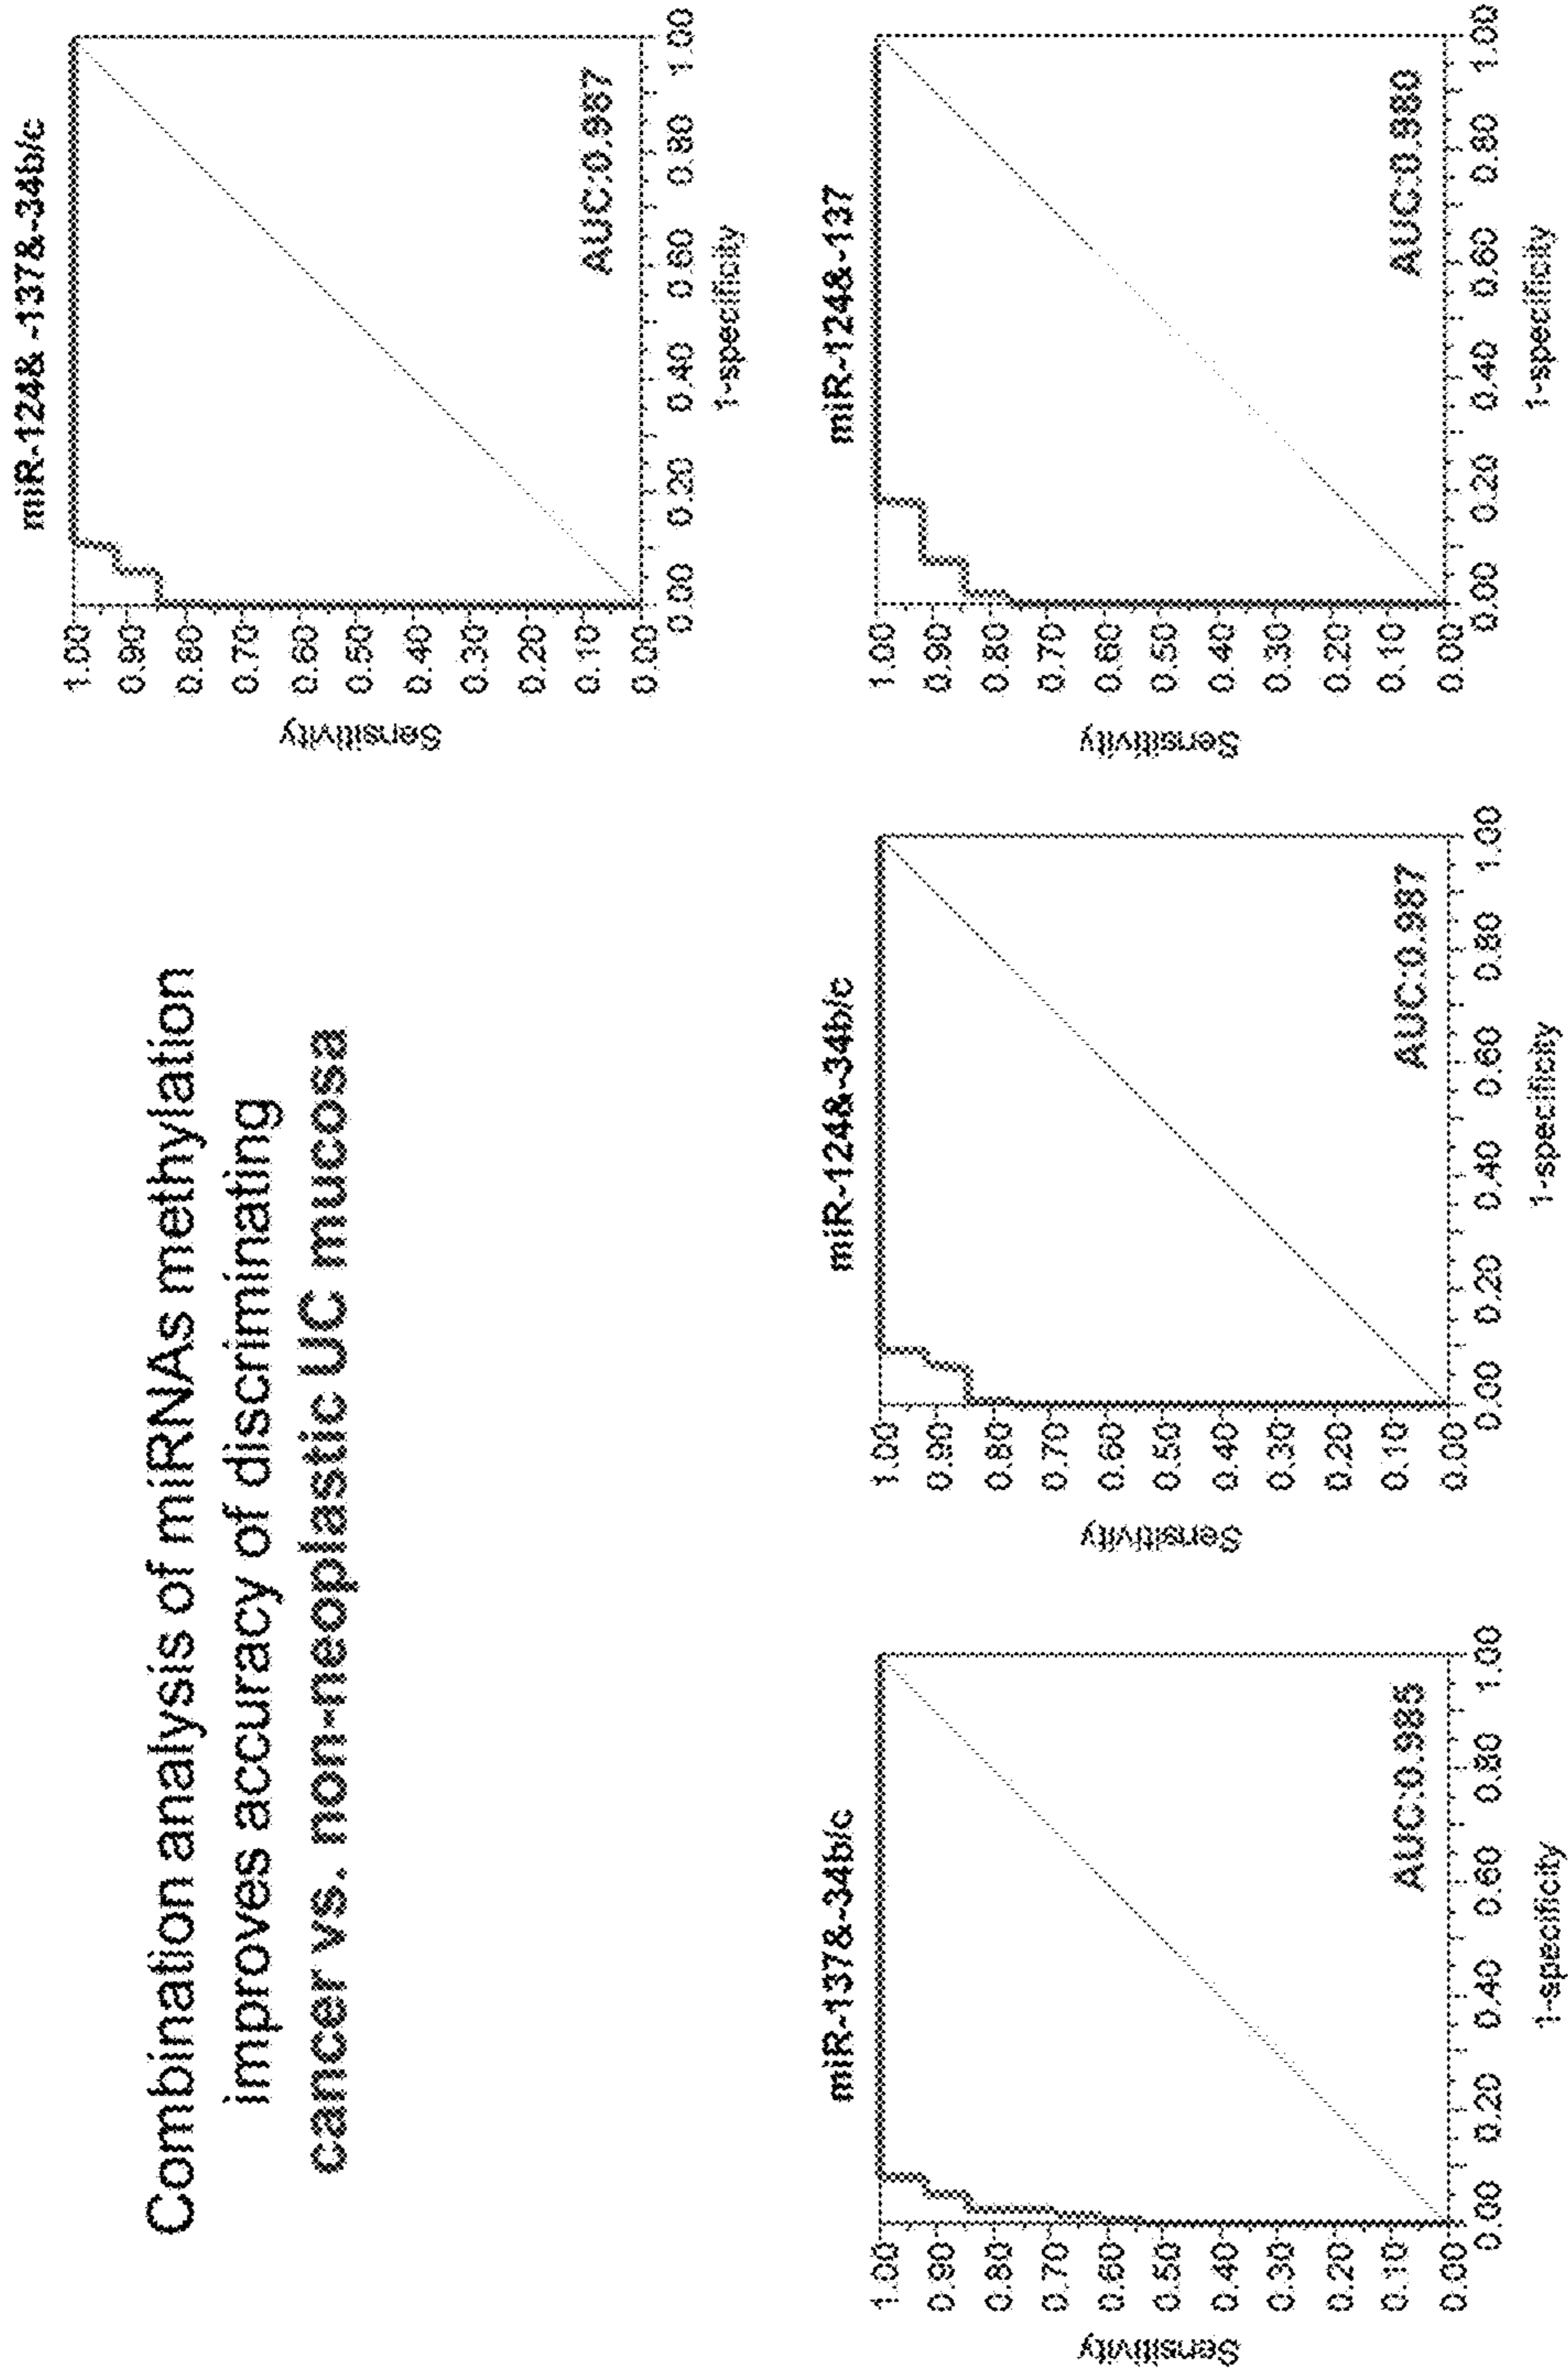 Combination analysis of miRNAs methylation
improves accuracy of discriminating
cancer vs. non-neoplastic UC mucosa
miR-124& -137&-34b/c
Sensitivity
1.00
0.90
0.80
0.70
0.60
0.50
0.40
0.30
0.20
0.10
0.00
AUC:0.987
0.00 0.20 0.40 0.60 0.80 1.00
1-specificity
miR-137&-34b/c
Sensitivity
1.00
0.90
0.80
0.70
0.60
0.50
0.40
0.30
0.20
0.10
0.00
AUC:0.985
0.00 0.20 0.40 0.60 0.80 1.00
1-specificity
miR-124&-34b/c
Sensitivity
1.00
0.90
0.80
0.70
0.60
0.50
0.40
0.30
0.20
0.10
0.00
AUC:0.987
0.00 0.20 0.40 0.60 0.80 1.00
1-specificity
miR-124&-137
Sensitivity
1.00
0.90
0.80
0.70
0.60
0.50
0.40
0.30
0.20
0.10
0.00
AUC:0.980
0.00 0.20 0.40 0.60 0.80 1.00
1-specificity